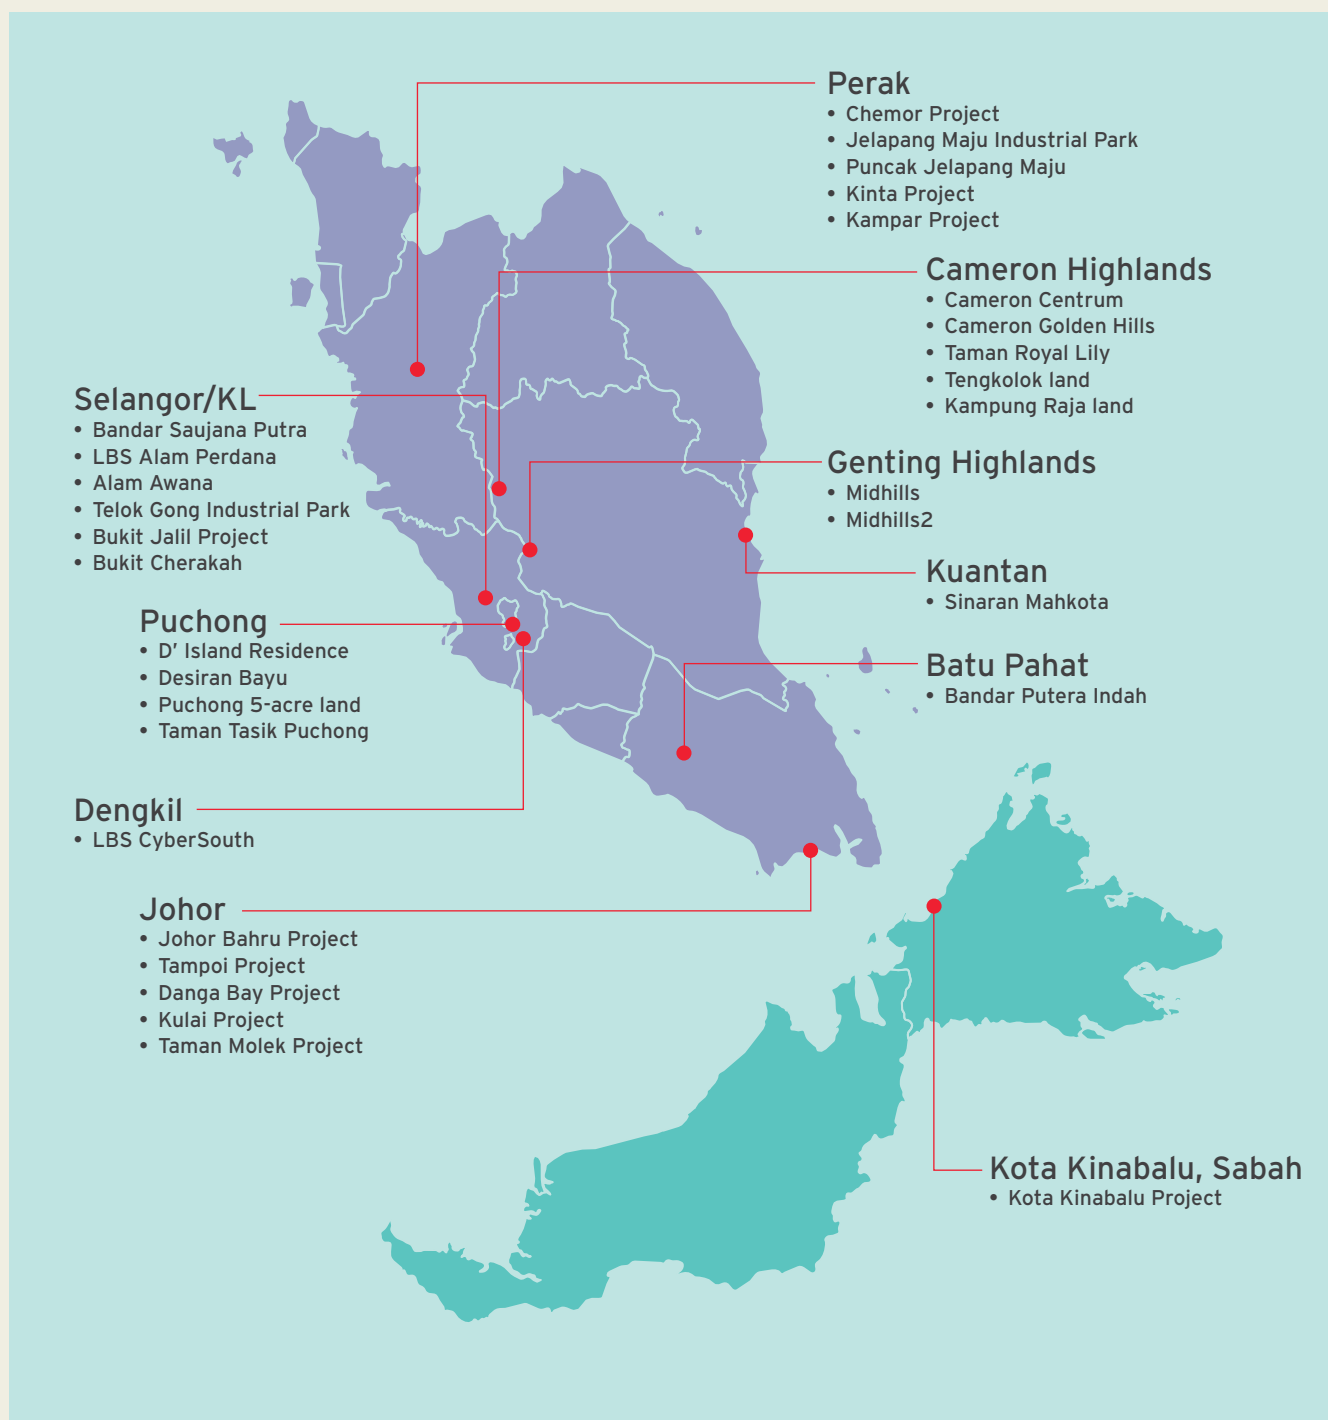 Perak
• Chemor Project
• Jelapang Maju Industrial Park
• Puncak Jelapang Maju
• Kinta Project
• Kampar Project
Cameron Highlands
• Cameron Centrum
• Cameron Golden Hills
• Taman Royal Lily
• Tengkolok land
• Kampung Raja land
Selangor/KL
• Bandar Saujana Putra
• LBS Alam Perdana
• Alam Awana
• Telok Gong Industrial Park
• Bukit Jalil Project
• Bukit Cherakah
Genting Highlands
• Midhills
• Midhills2
Kuantan
• Sinaran Mahkota
Puchong
• D’ Island Residence
• Desiran Bayu
• Puchong 5-acre land
• Taman Tasik Puchong
Batu Pahat
• Bandar Putera Indah
Dengkil
• LBS CyberSouth
Johor
• Johor Bahru Project
• Tampoi Project
• Danga Bay Project
• Kulai Project
• Taman Molek Project
Kota Kinabalu, Sabah
• Kota Kinabalu Project